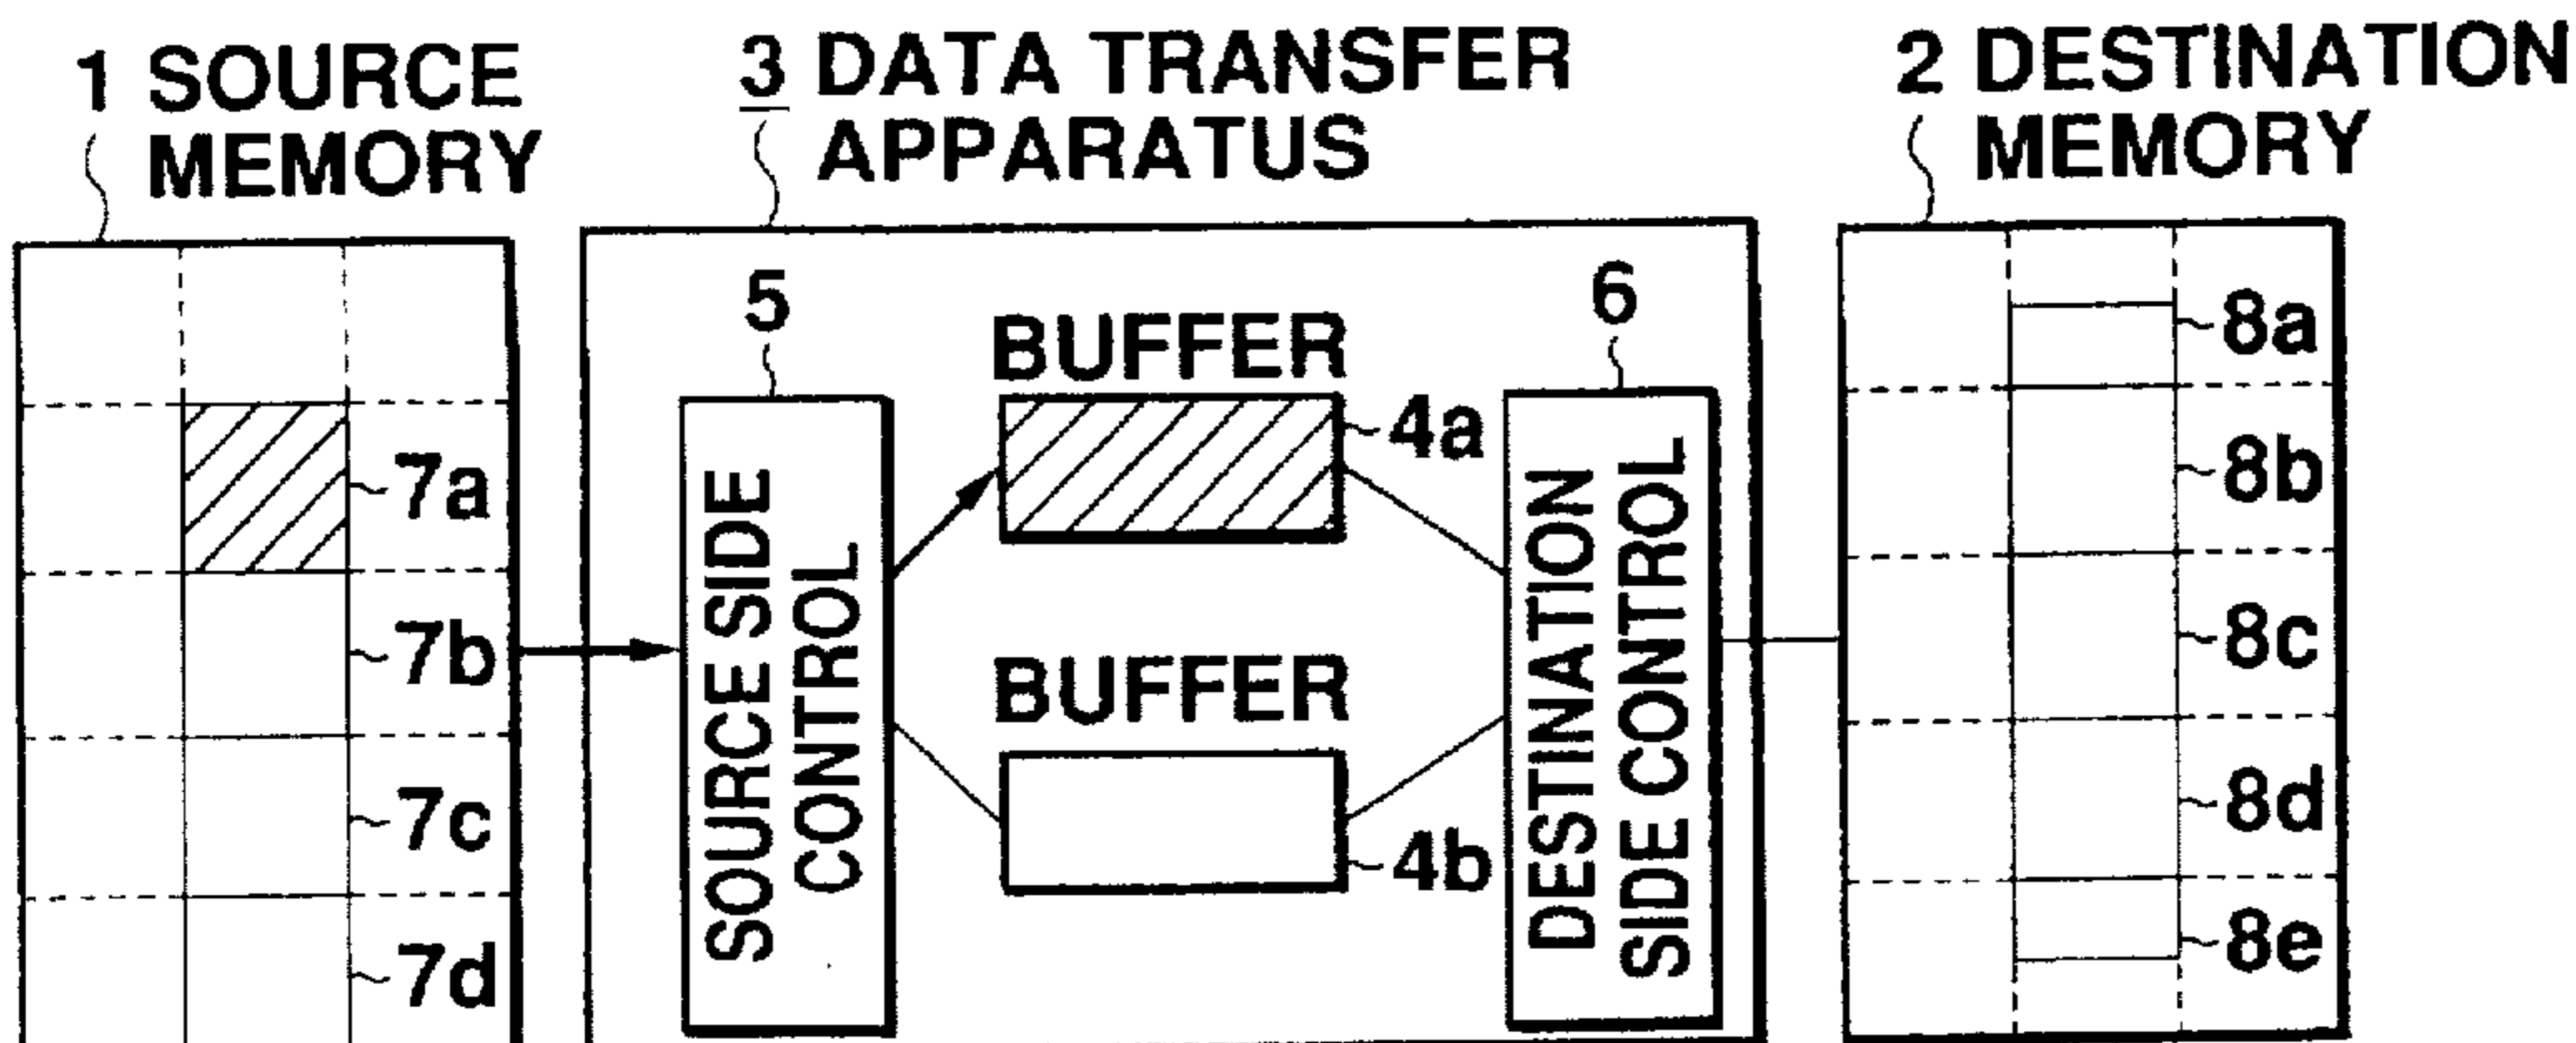 1 SOURCE
MEMORY
3 DATA TRANSFER
APPARATUS
2 DESTINATION
MEMORY
7a
7b
7c
7d
5
SOURCE SIDE
CONTROL
BUFFER
4a
BUFFER
4b
6
DESTINATION
SIDE CONTROL
8a
8b
8c
8d
8e